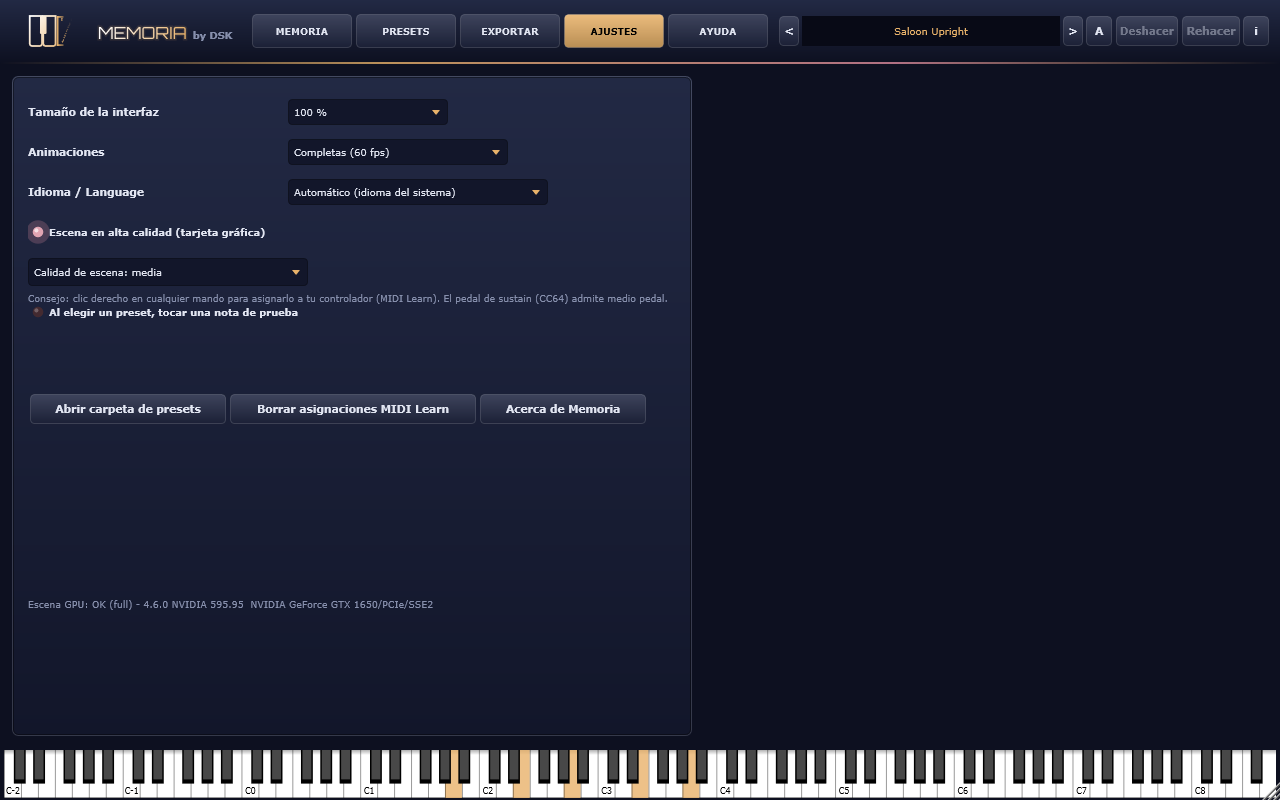 MEMORIA by DSK MEMORIA PRESETS EXPORTAR AJUSTES AYUDA < Saloon Upright > A Deshacer Rehacer i
Tamaño de la interfaz 100 %
Animaciones Completas (60 fps)
Idioma / Language Automático (idioma del sistema)
Escena en alta calidad (tarjeta gráfica)
Calidad de escena: media
Consejo: clic derecho en cualquier mando para asignarlo a tu controlador (MIDI Learn). El pedal de sustain (CC64) admite medio pedal.
Al elegir un preset, tocar una nota de prueba
Abrir carpeta de presets Borrar asignaciones MIDI Learn Acerca de Memoria
Escena GPU: OK (full) - 4.6.0 NVIDIA 595.95 NVIDIA GeForce GTX 1650/PCIe/SSE2
C-2 C-1 C0 C1 C2 C3 C4 C5 C6 C7 C8